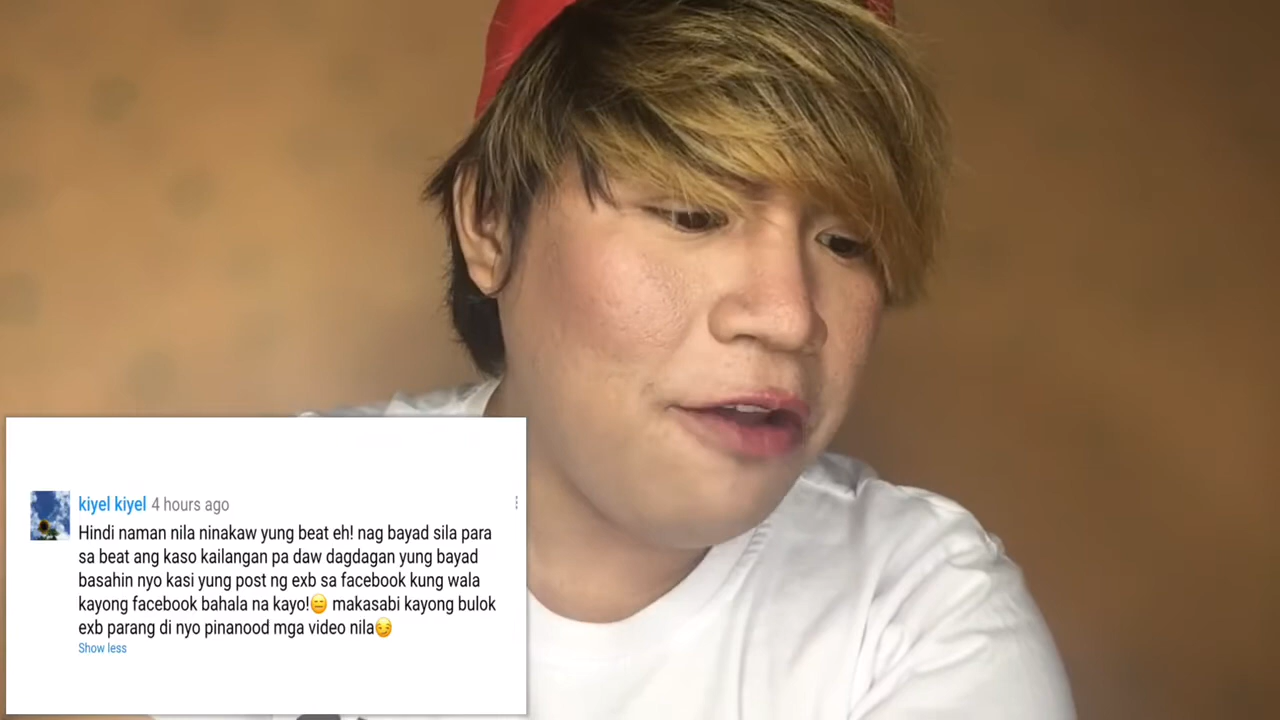 kiyel kiyel 4 hours ago
Hindi naman nila ninakaw yung beat eh! nag bayad sila para
sa beat ang kaso kailangan pa daw dagdagan yung bayad
basahin nyo kasi yung post ng exb sa facebook kung wala
kayong facebook bahala na kayo!😑 makasabi kayong bulok
exb parang di nyo pinanood mga video nila😏
Show less